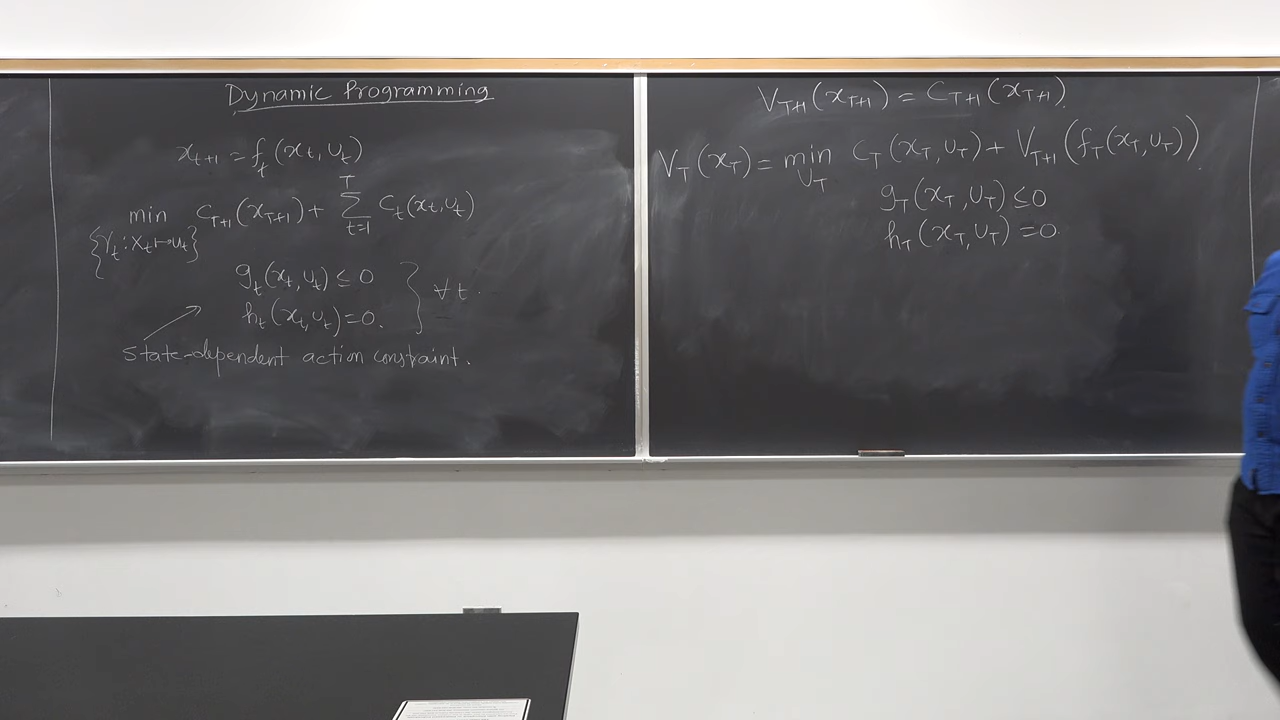 Dynamic Programming
x_{t+1} = f_t(x_t, u_t)
min_{{γ_t : X_t ↦ U_t}} C_{T+1}(x_{T+1}) + ∑_{t=1}^{T} C_t(x_t, u_t)
g_t(x_t, u_t) ≤ 0 } ∀ t.
h_t(x_t, u_t) = 0.
state-dependent action constraint.
V_{T+1}(x_{T+1}) = C_{T+1}(x_{T+1}).
V_T(x_T) = min_{U_T} C_T(x_T, U_T) + V_{T+1}(f_T(x_T, U_T)).
g_T(x_T, U_T) ≤ 0
h_T(x_T, U_T) = 0.